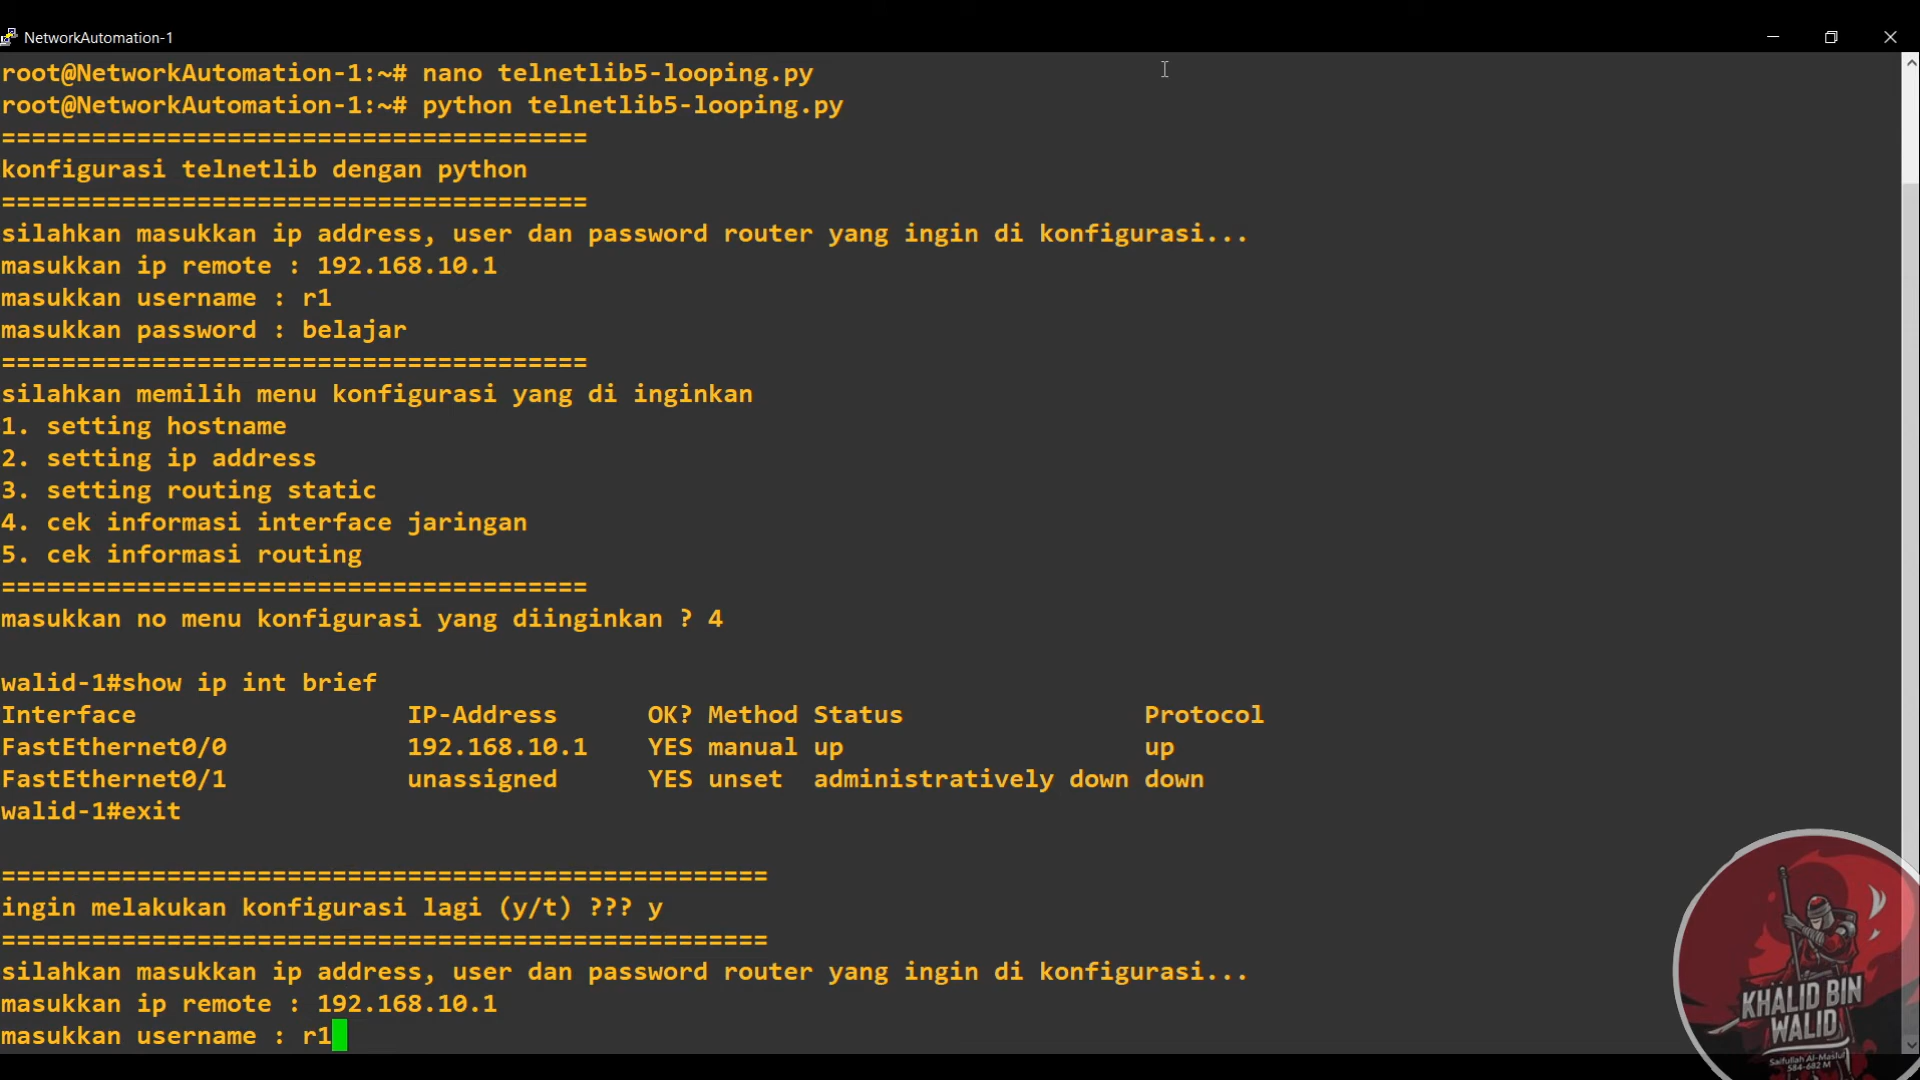 NetworkAutomation-1
root@NetworkAutomation-1:~# nano telnetlib5-looping.py
root@NetworkAutomation-1:~# python telnetlib5-looping.py
=======================================
konfigurasi telnetlib dengan python
=======================================
silahkan masukkan ip address, user dan password router yang ingin di konfigurasi...
masukkan ip remote : 192.168.10.1
masukkan username : r1
masukkan password : belajar
=======================================
silahkan memilih menu konfigurasi yang di inginkan
1. setting hostname
2. setting ip address
3. setting routing static
4. cek informasi interface jaringan
5. cek informasi routing
=======================================
masukkan no menu konfigurasi yang diinginkan ? 4
walid-1#show ip int brief
Interface                  IP-Address      OK? Method Status                Protocol
FastEthernet0/0            192.168.10.1    YES manual up                    up
FastEthernet0/1            unassigned      YES unset  administratively down down
walid-1#exit
===================================================
ingin melakukan konfigurasi lagi (y/t) ??? y
===================================================
silahkan masukkan ip address, user dan password router yang ingin di konfigurasi...
masukkan ip remote : 192.168.10.1
masukkan username : r1
KHALID BIN
WALID
Saifullah Al-Maslul
584-682 M